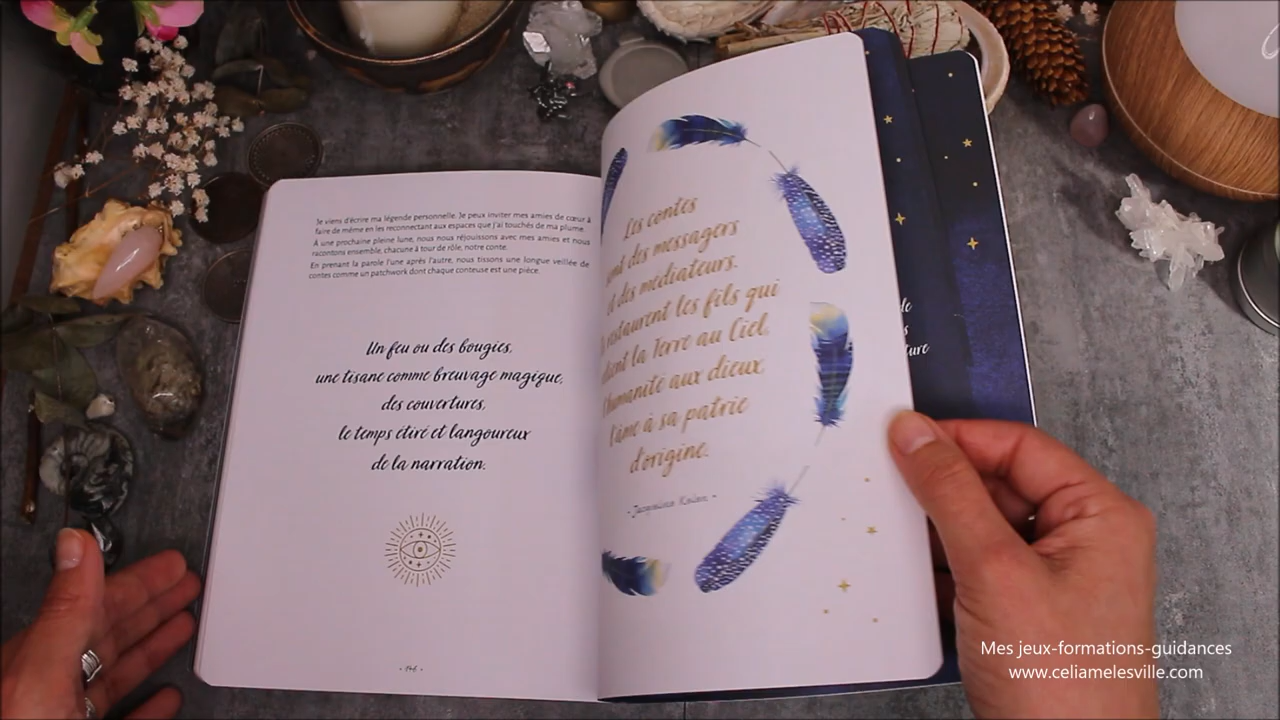 Je viens d'écrire ma légende personnelle. Je peux inviter mes amies de cœur à
faire de même en les reconnectant aux espaces que j'ai touchés de ma plume.
À une prochaine pleine lune, nous nous réjouissons avec mes amies et nous
racontons ensemble, chacune à tour de rôle, notre conte.
En prenant la parole l'une après l'autre, nous tissons une longue veillée de
contes comme un patchwork dont chaque conteuse est une pièce.
Un feu ou des bougies,
une tisane comme breuvage magique,
des couvertures,
le temps étiré et langoureux
de la narration.
- 146 -
Les contes
sont des messagers
et des médiateurs.
restaurent les fils qui
la Terre au Ciel,
l'humanité aux dieux,
l'âme à sa patrie
d'origine.
- Jacqueline Kelen -
de
ture
Mes jeux-formations-guidances
www.celiamelesville.com